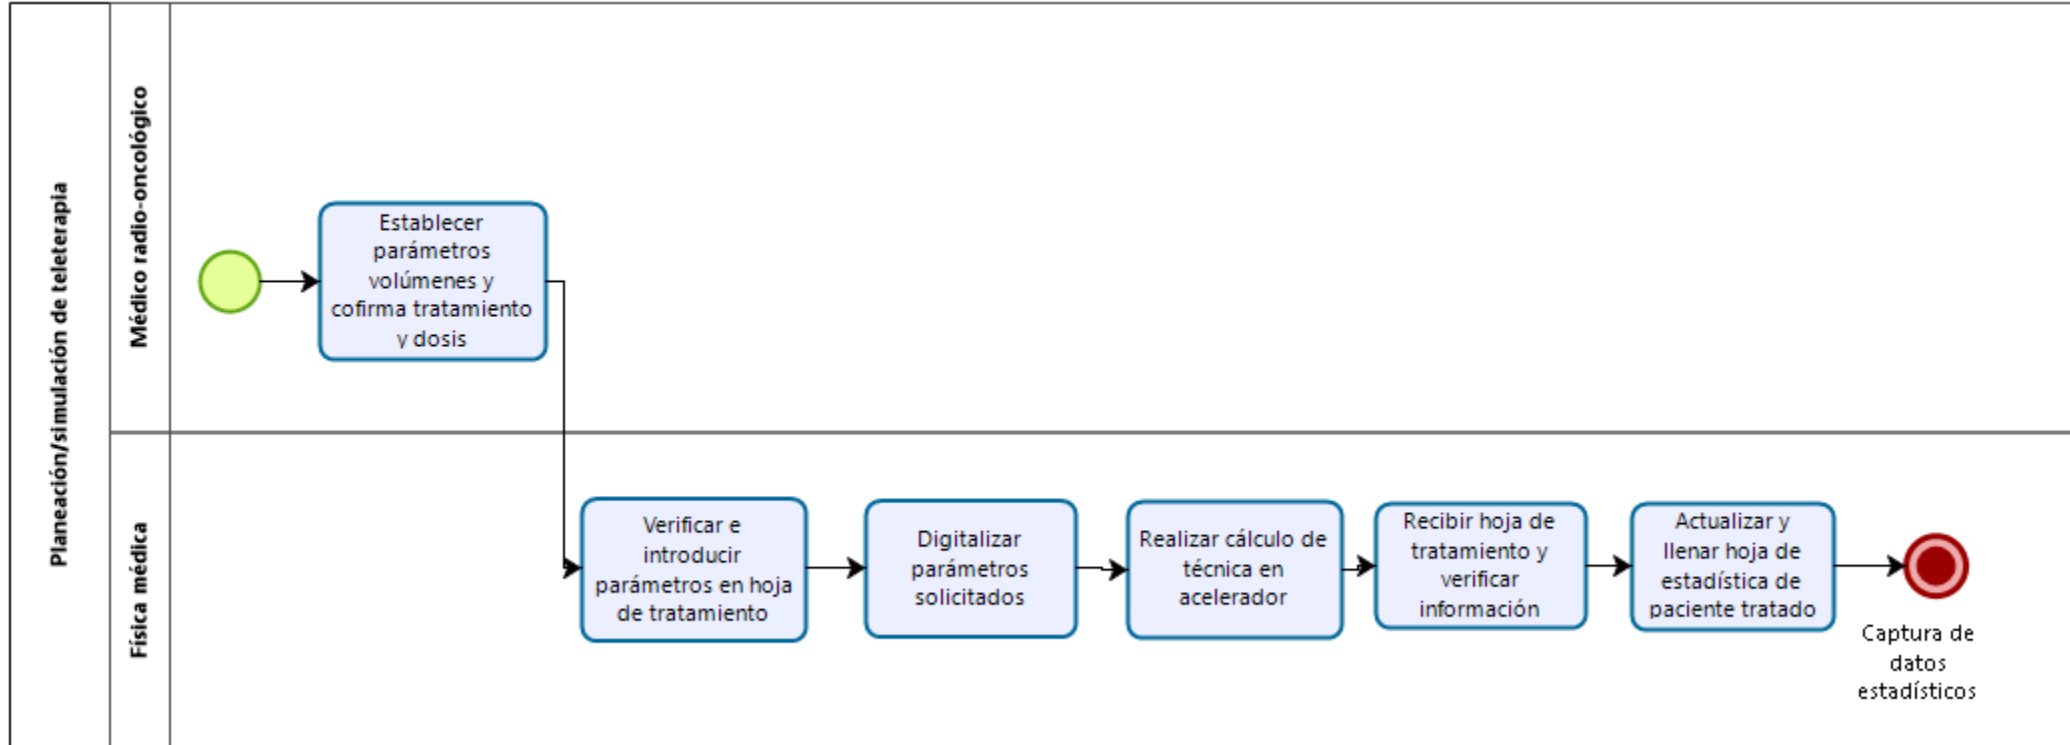 Planeación/simulación de teleterapia
Médico radio-oncológico
Establecer
parámetros
volúmenes y
cofirma tratamiento
y dosis
Física médica
Verificar e
introducir
parámetros en hoja
de tratamiento
Digitalizar
parámetros
solicitados
Realizar cálculo de
técnica en
acelerador
Recibir hoja de
tratamiento y
verificar
información
Actualizar y
llenar hoja de
estadística de
paciente tratado
Captura de
datos
estadísticos